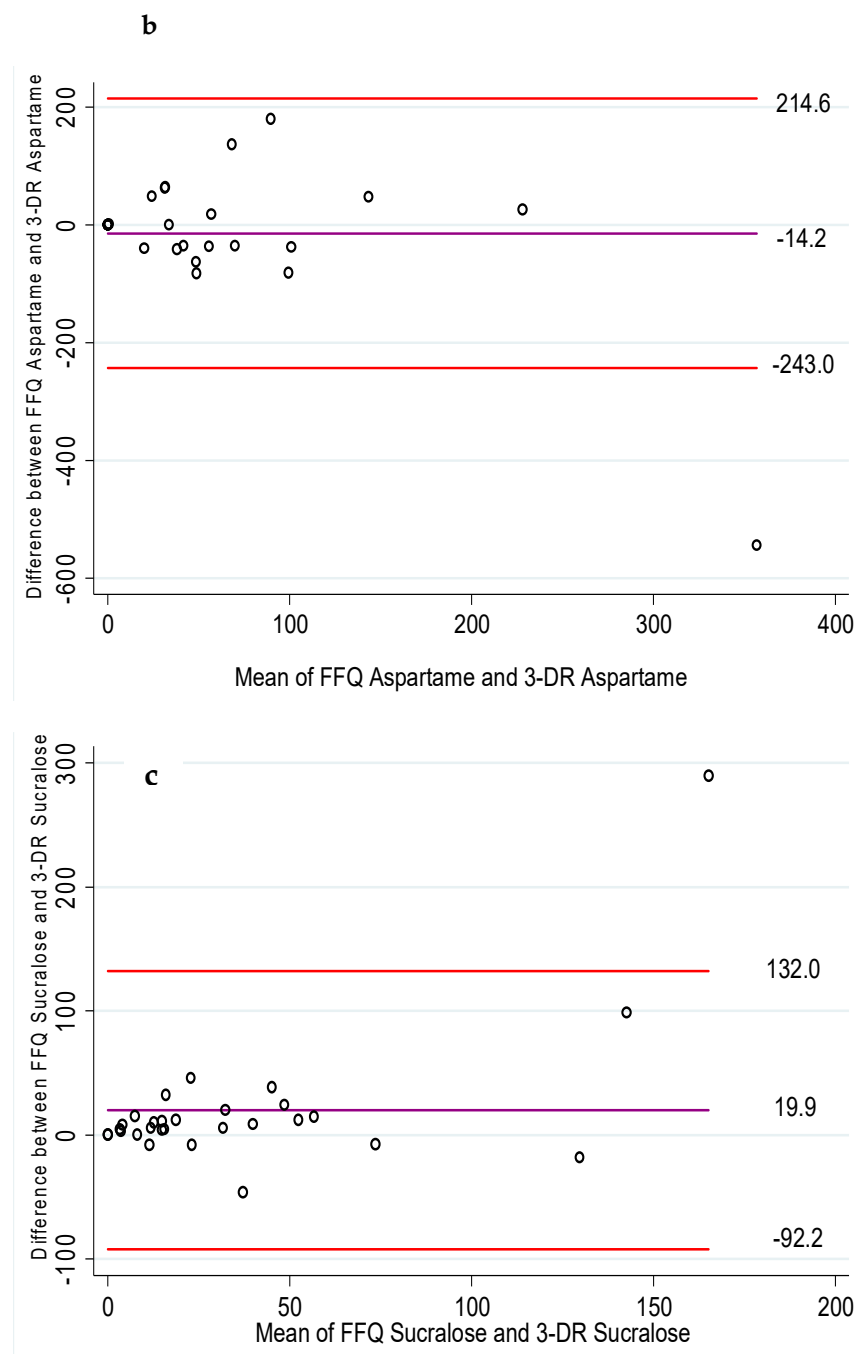 b
Difference between FFQ Aspartame and 3-DR Aspartame
200
0
-200
-400
-600
214.6
-14.2
-243.0
0 100 200 300 400
Mean of FFQ Aspartame and 3-DR Aspartame
c
Difference between FFQ Sucralose and 3-DR Sucralose
300
200
100
0
-100
132.0
19.9
-92.2
0 50 100 150 200
Mean of FFQ Sucralose and 3-DR Sucralose